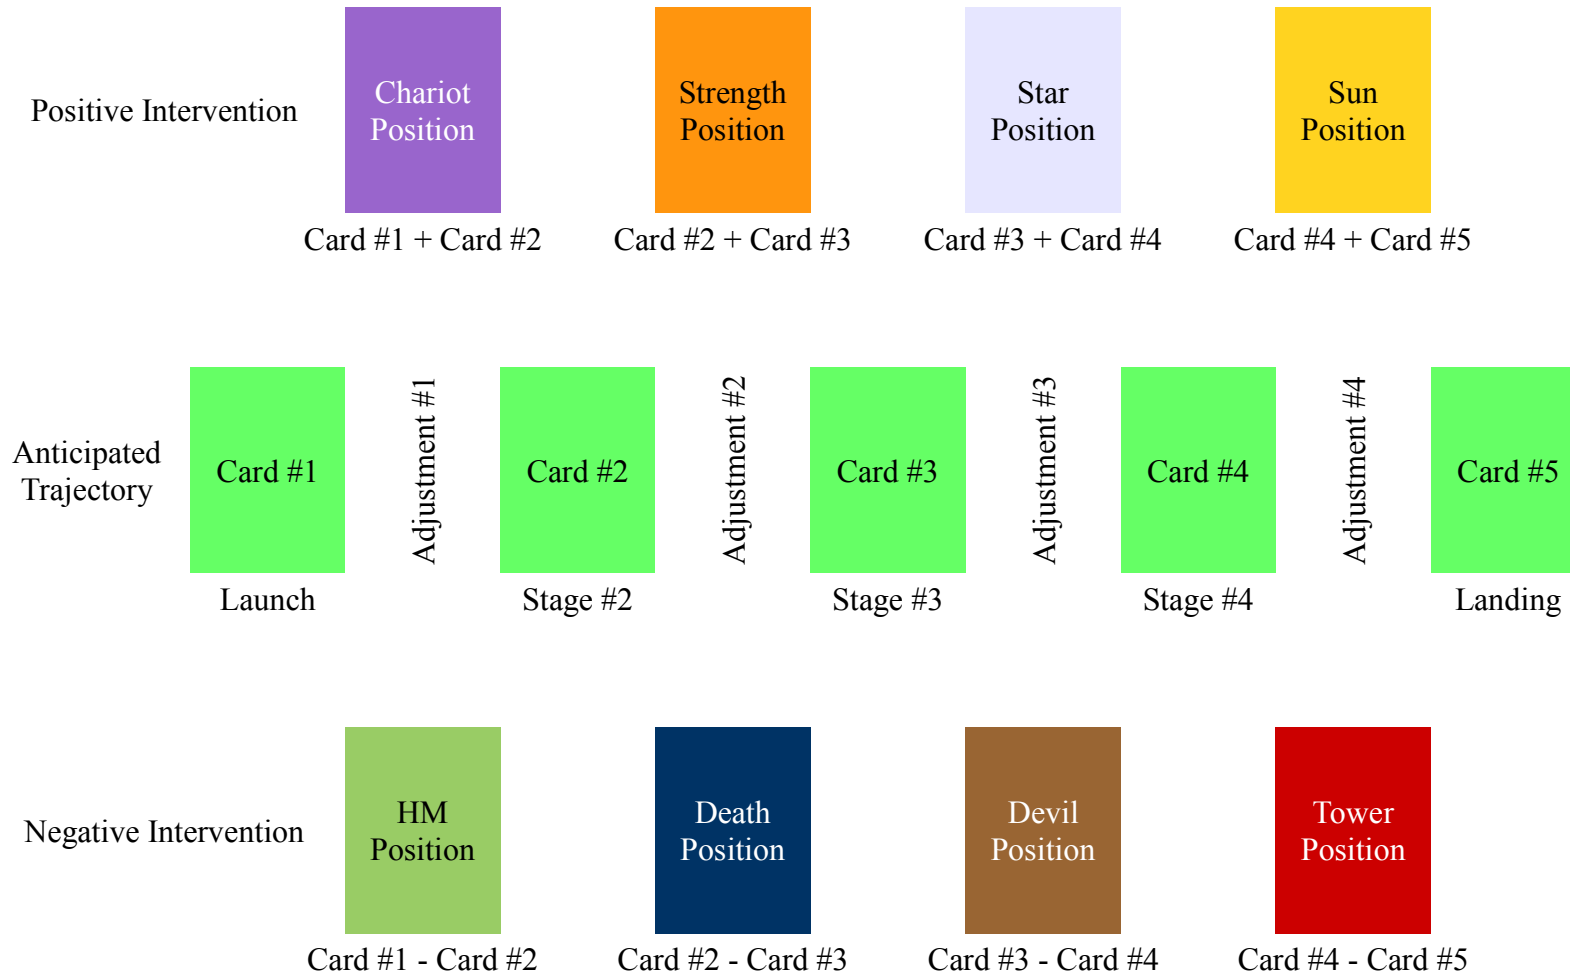 Positive Intervention
Chariot
Position
Strength
Position
Star
Position
Sun
Position
Card #1 + Card #2
Card #2 + Card #3
Card #3 + Card #4
Card #4 + Card #5
Anticipated
Trajectory
Card #1
Adjustment #1
Card #2
Adjustment #2
Card #3
Adjustment #3
Card #4
Adjustment #4
Card #5
Launch
Stage #2
Stage #3
Stage #4
Landing
Negative Intervention
HM
Position
Death
Position
Devil
Position
Tower
Position
Card #1 - Card #2
Card #2 - Card #3
Card #3 - Card #4
Card #4 - Card #5